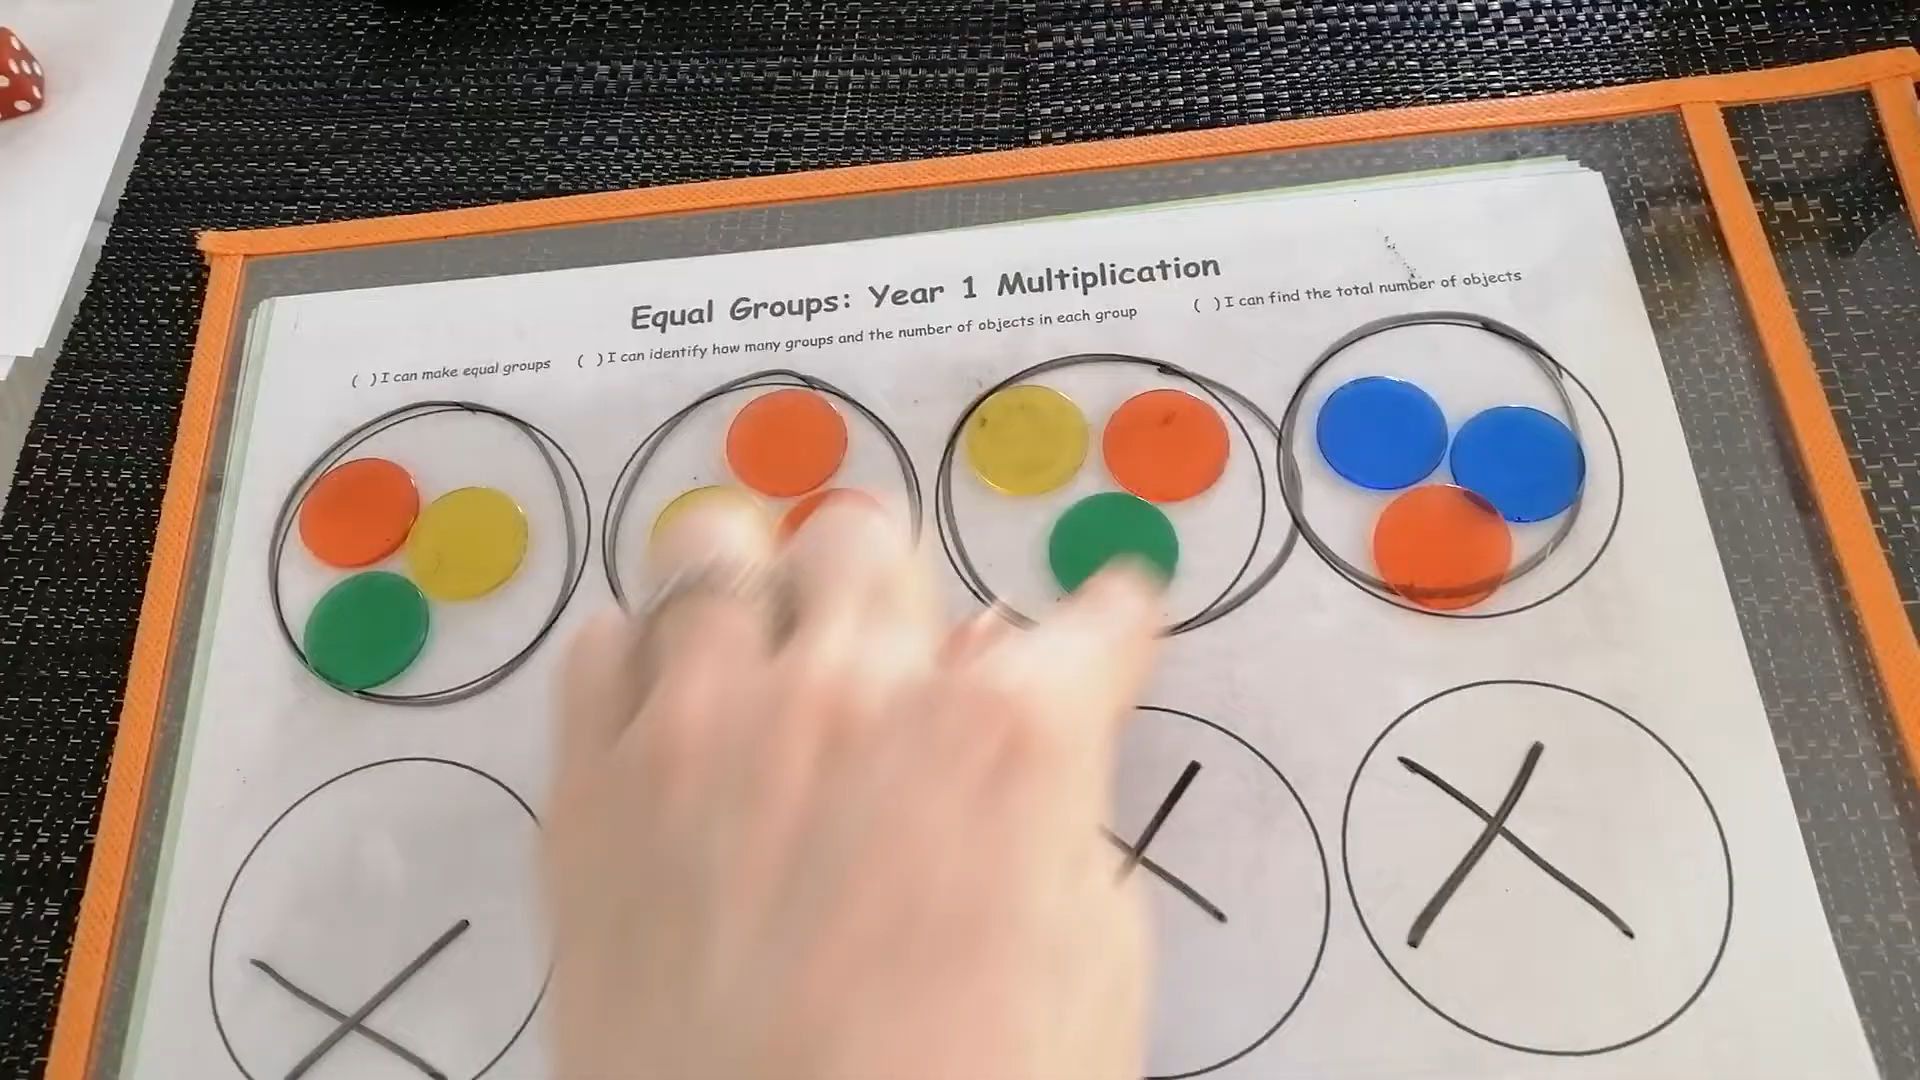 Equal Groups: Year 1 Multiplication
( ) I can make equal groups ( ) I can identify how many groups and the number of objects in each group ( ) I can find the total number of objects